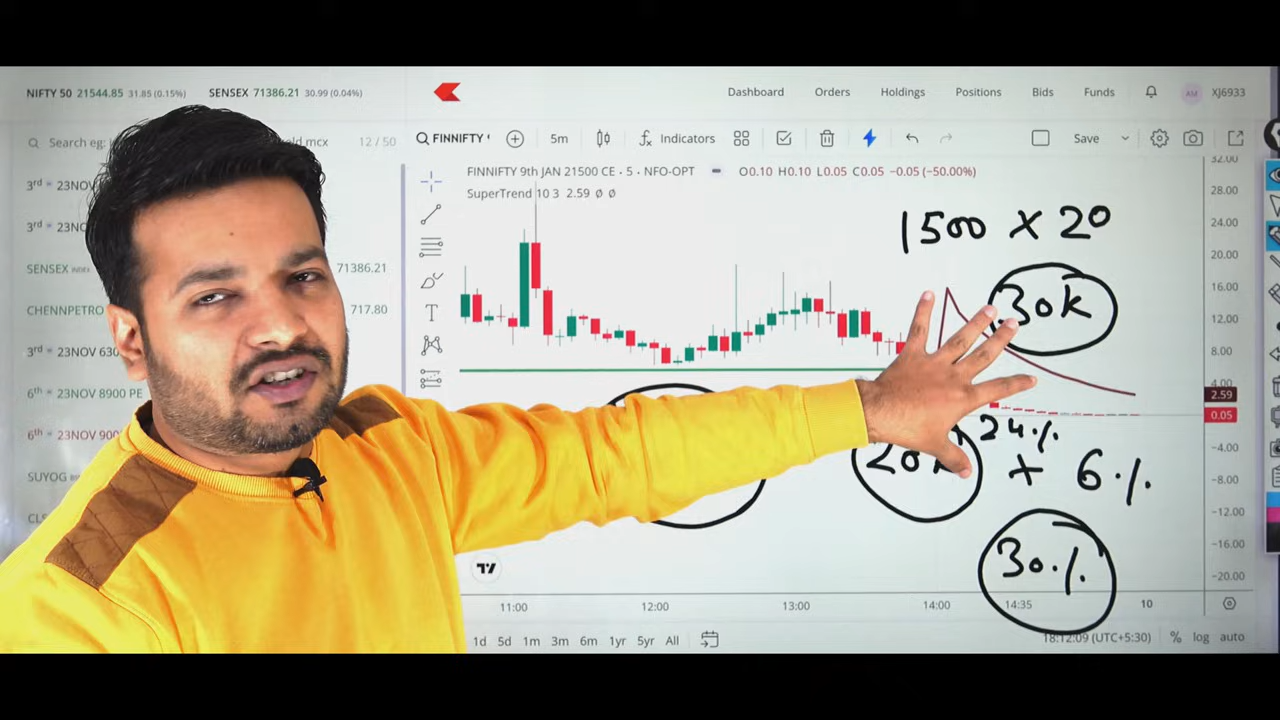 NIFTY 50 21544.85 31.85 (0.15%) SENSEX 71386.21 30.99 (0.04%)
Dashboard Orders Holdings Positions Bids Funds AM XJ6933
Search eg: ld mcx 12 / 50
FINNIFTY 5m Indicators Save
3rd 23NOV
3rd 23NOV
SENSEX INDEX 71386.21
CHENNPETRO 717.80
3rd 23NOV 630
6th 23NOV 8900 PE
6th 23NOV 900
SUYOG
FINNIFTY 9th JAN 21500 CE · 5 · NFO-OPT O0.10 H0.10 L0.05 C0.05 −0.05 (−50.00%)
SuperTrend 10 3 2.59 ∅ ∅
1500 X 20
30k
24%
+ 6%
30%
32.00
28.00
24.00
20.00
16.00
12.00
8.00
4.00
2.59
0.05
−4.00
−8.00
−12.00
−16.00
−20.00
11:00 12:00 13:00 14:00 14:35 10
1d 5d 1m 3m 6m 1yr 5yr All
18:12:09 (UTC+5:30) % log auto